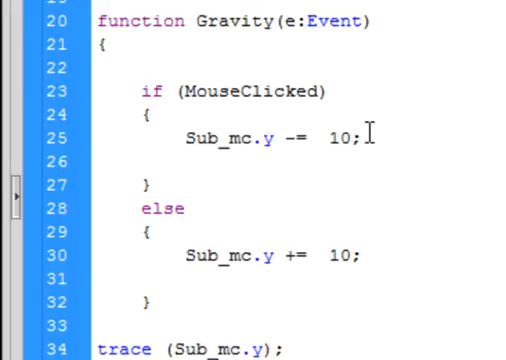 20 function Gravity(e:Event)
21 {
22
23 if (MouseClicked)
24 {
25 Sub_mc.y -= 10;
26
27 }
28 else
29 {
30 Sub_mc.y += 10;
31
32 }
33
34 trace (Sub_mc.y);